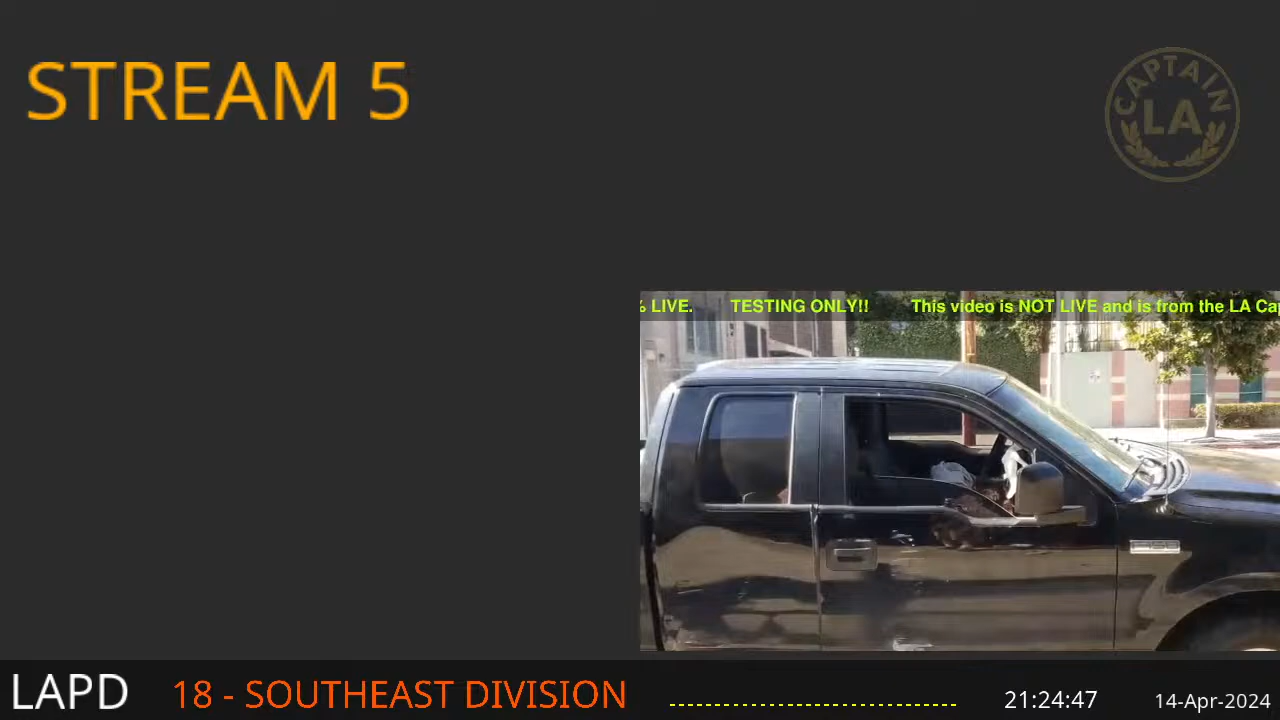 STREAM 5
CAPTAIN
LA
LIVE. TESTING ONLY!! This video is NOT LIVE and is from the LA
LAPD 18 - SOUTHEAST DIVISION 21:24:47 14-Apr-2024